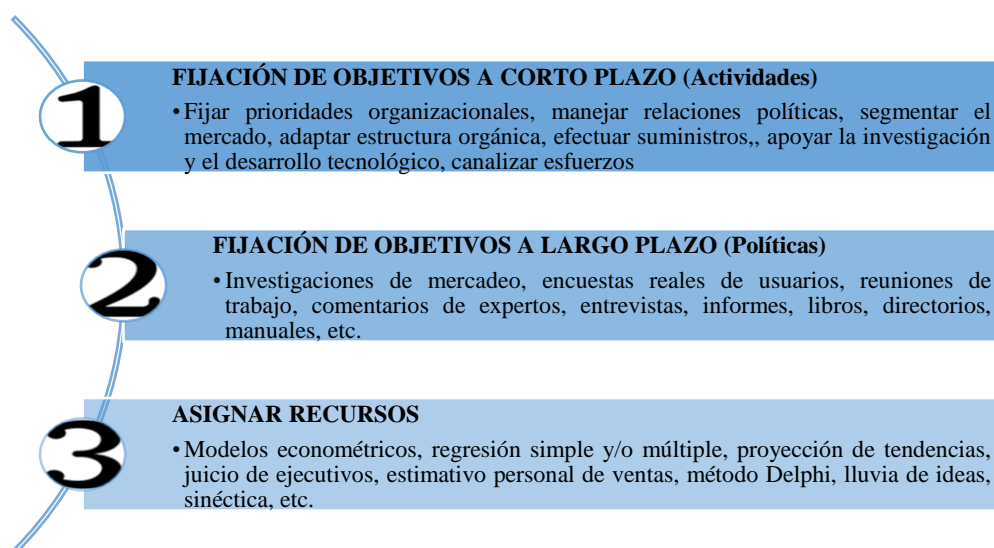 1
FIJACIÓN DE OBJETIVOS A CORTO PLAZO (Actividades)
•Fijar prioridades organizacionales, manejar relaciones políticas, segmentar el
mercado, adaptar estructura orgánica, efectuar suministros,, apoyar la investigación
y el desarrollo tecnológico, canalizar esfuerzos
2
FIJACIÓN DE OBJETIVOS A LARGO PLAZO (Políticas)
•Investigaciones de mercadeo, encuestas reales de usuarios, reuniones de
trabajo, comentarios de expertos, entrevistas, informes, libros, directorios,
manuales, etc.
3
ASIGNAR RECURSOS
•Modelos econométricos, regresión simple y/o múltiple, proyección de tendencias,
juicio de ejecutivos, estimativo personal de ventas, método Delphi, lluvia de ideas,
sinéctica, etc.